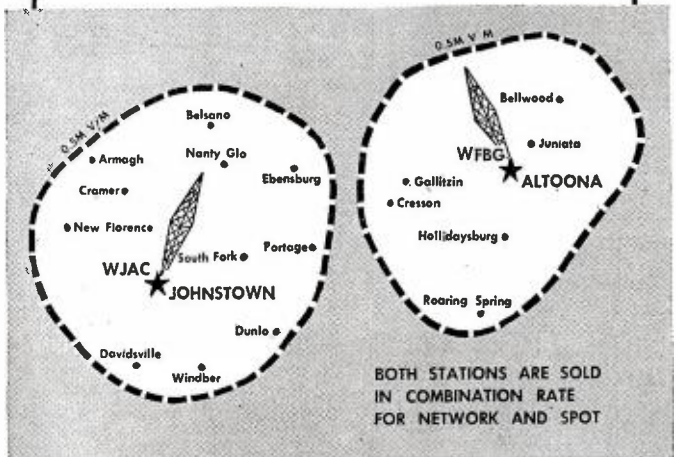 0.5M V/M
Belsano
Armagh
Nanty Glo
Ebensburg
Cramer
New Florence
South Fork
Portage
WJAC
JOHNSTOWN
Dunlo
Davidsville
Windber
0.5M V M
Bellwood
Juniata
WFBG
ALTOONA
Gallitzin
Cresson
Hollidaysburg
Roaring Spring
BOTH STATIONS ARE SOLD
IN COMBINATION RATE
FOR NETWORK AND SPOT